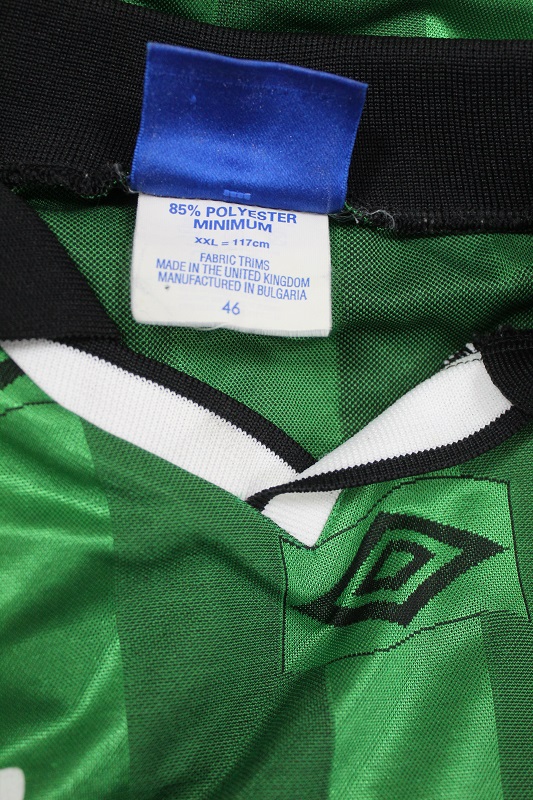 85% POLYESTER
MINIMUM
XXL = 117cm
FABRIC TRIMS
MADE IN THE UNITED KINGDOM
MANUFACTURED IN BULGARIA
46